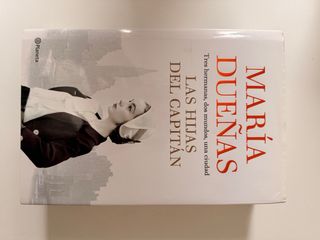 Planeta
MARÍA
DUEÑAS
Tres hermanas, dos mundos, una ciudad
LAS HIJAS
DEL CAPITÁN